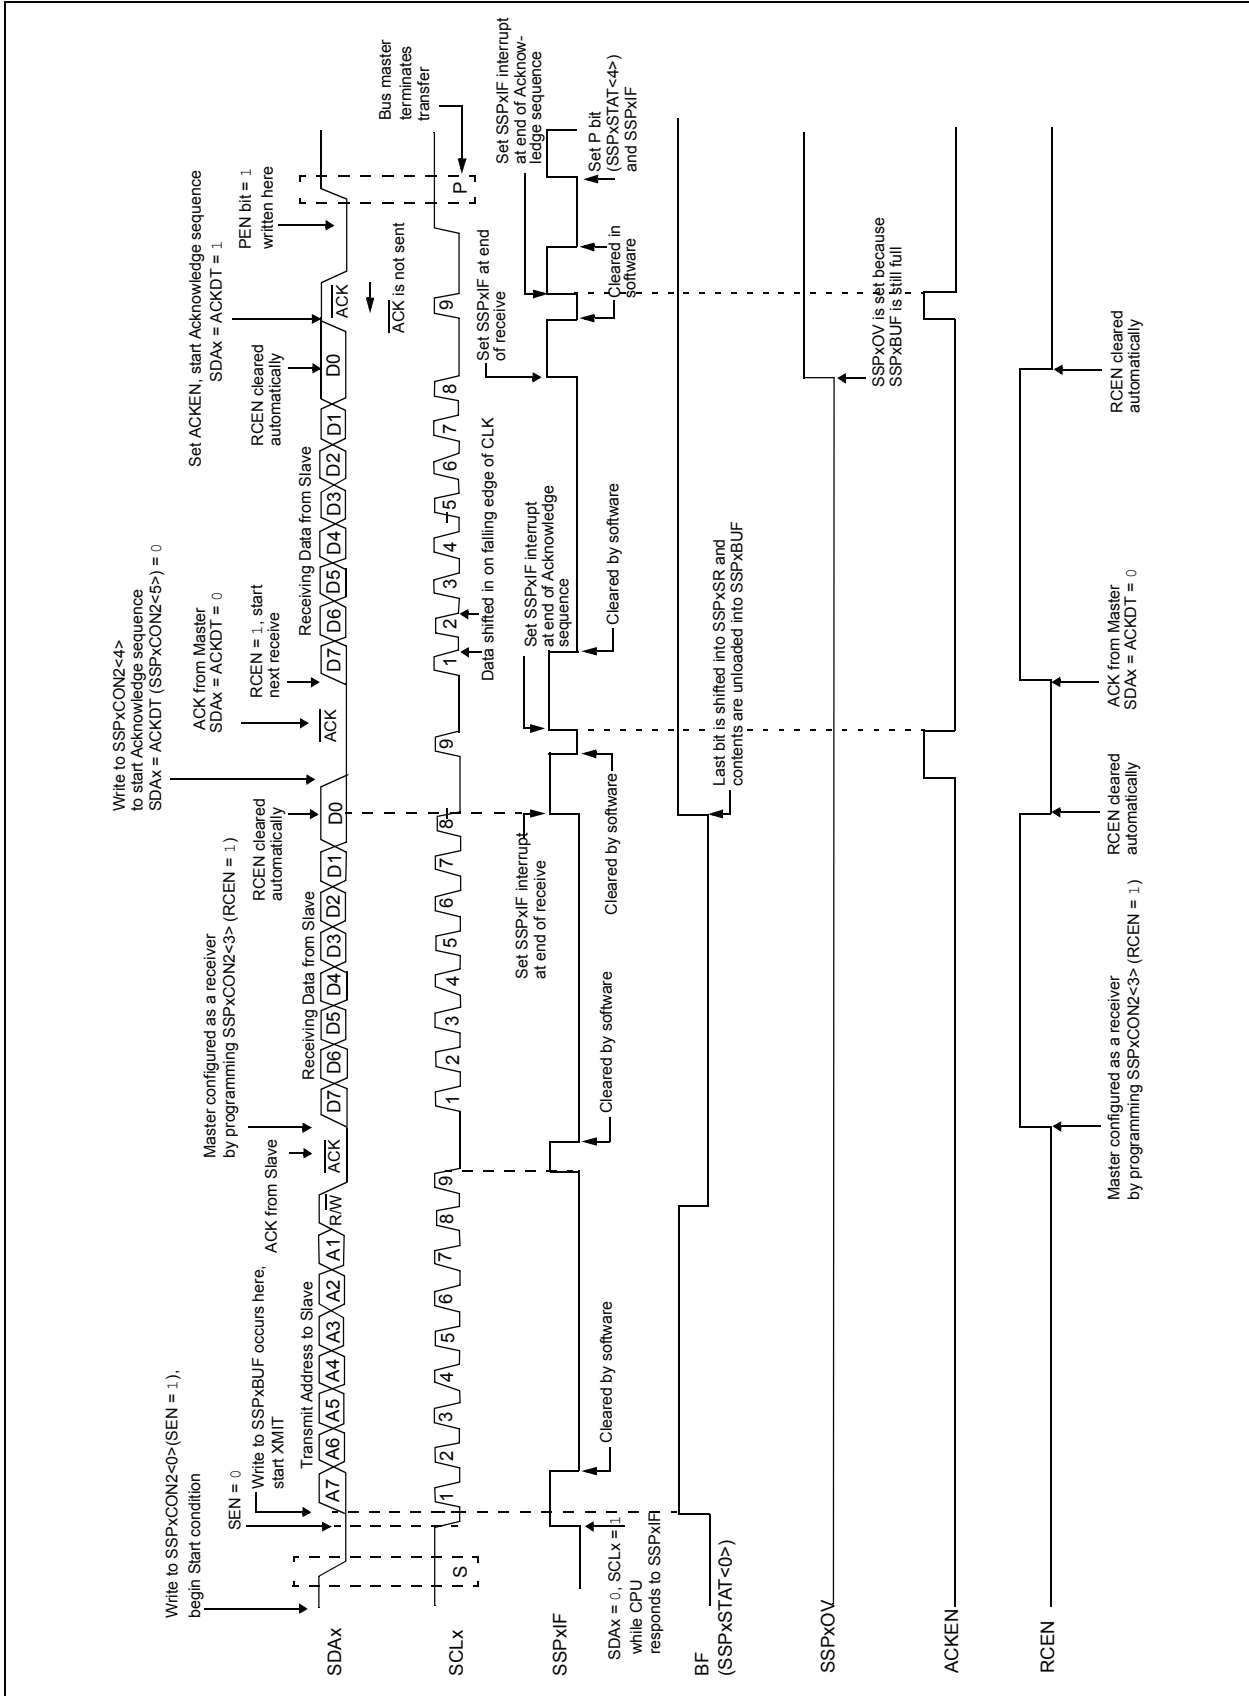 Write to SSPxCON2<0>(SEN = 1),
begin Start condition
SEN = 0
Write to SSPxBUF occurs here,
start XMIT
ACK from Slave
Master configured as a receiver
by programming SSPxCON2<3> (RCEN = 1)
RCEN cleared
automatically
Write to SSPxCON2<4>
to start Acknowledge sequence
SDAx = ACKDT (SSPxCON2<5>) = 0
ACK from Master
SDAx = ACKDT = 0
RCEN = 1, start
next receive
RCEN cleared
automatically
Set ACKEN, start Acknowledge sequence
SDAx = ACKDT = 1
PEN bit = 1
written here
Transmit Address to Slave
Receiving Data from Slave
Receiving Data from Slave
SDAx
A7 A6 A5 A4 A3 A2 A1 R/W ACK D7 D6 D5 D4 D3 D2 D1 D0 ACK D7 D6 D5 D4 D3 D2 D1 D0 ACK
ACK is not sent
Bus master
terminates
transfer
SCLx
S 1 2 3 4 5 6 7 8 9 1 2 3 4 5 6 7 8 9 1 2 3 4 5 6 7 8 9 P
Data shifted in on falling edge of CLK
Set SSPxIF interrupt
at end of receive
Set SSPxIF interrupt
at end of Acknowledge
sequence
Set SSPxIF at end
of receive
Set SSPxIF interrupt
at end of Acknow-
ledge sequence
SSPxIF
SDAx = 0, SCLx = 1
while CPU
responds to SSPxIF
Cleared by software
Cleared by software
Cleared by software
Cleared by software
Cleared in
software
Set P bit
(SSPxSTAT<4>)
and SSPxIF
BF
(SSPxSTAT<0>)
Last bit is shifted into SSPxSR and
contents are unloaded into SSPxBUF
SSPxOV
SSPxOV is set because
SSPxBUF is still full
ACKEN
RCEN
Master configured as a receiver
by programming SSPxCON2<3> (RCEN = 1)
RCEN cleared
automatically
ACK from Master
SDAx = ACKDT = 0
RCEN cleared
automatically